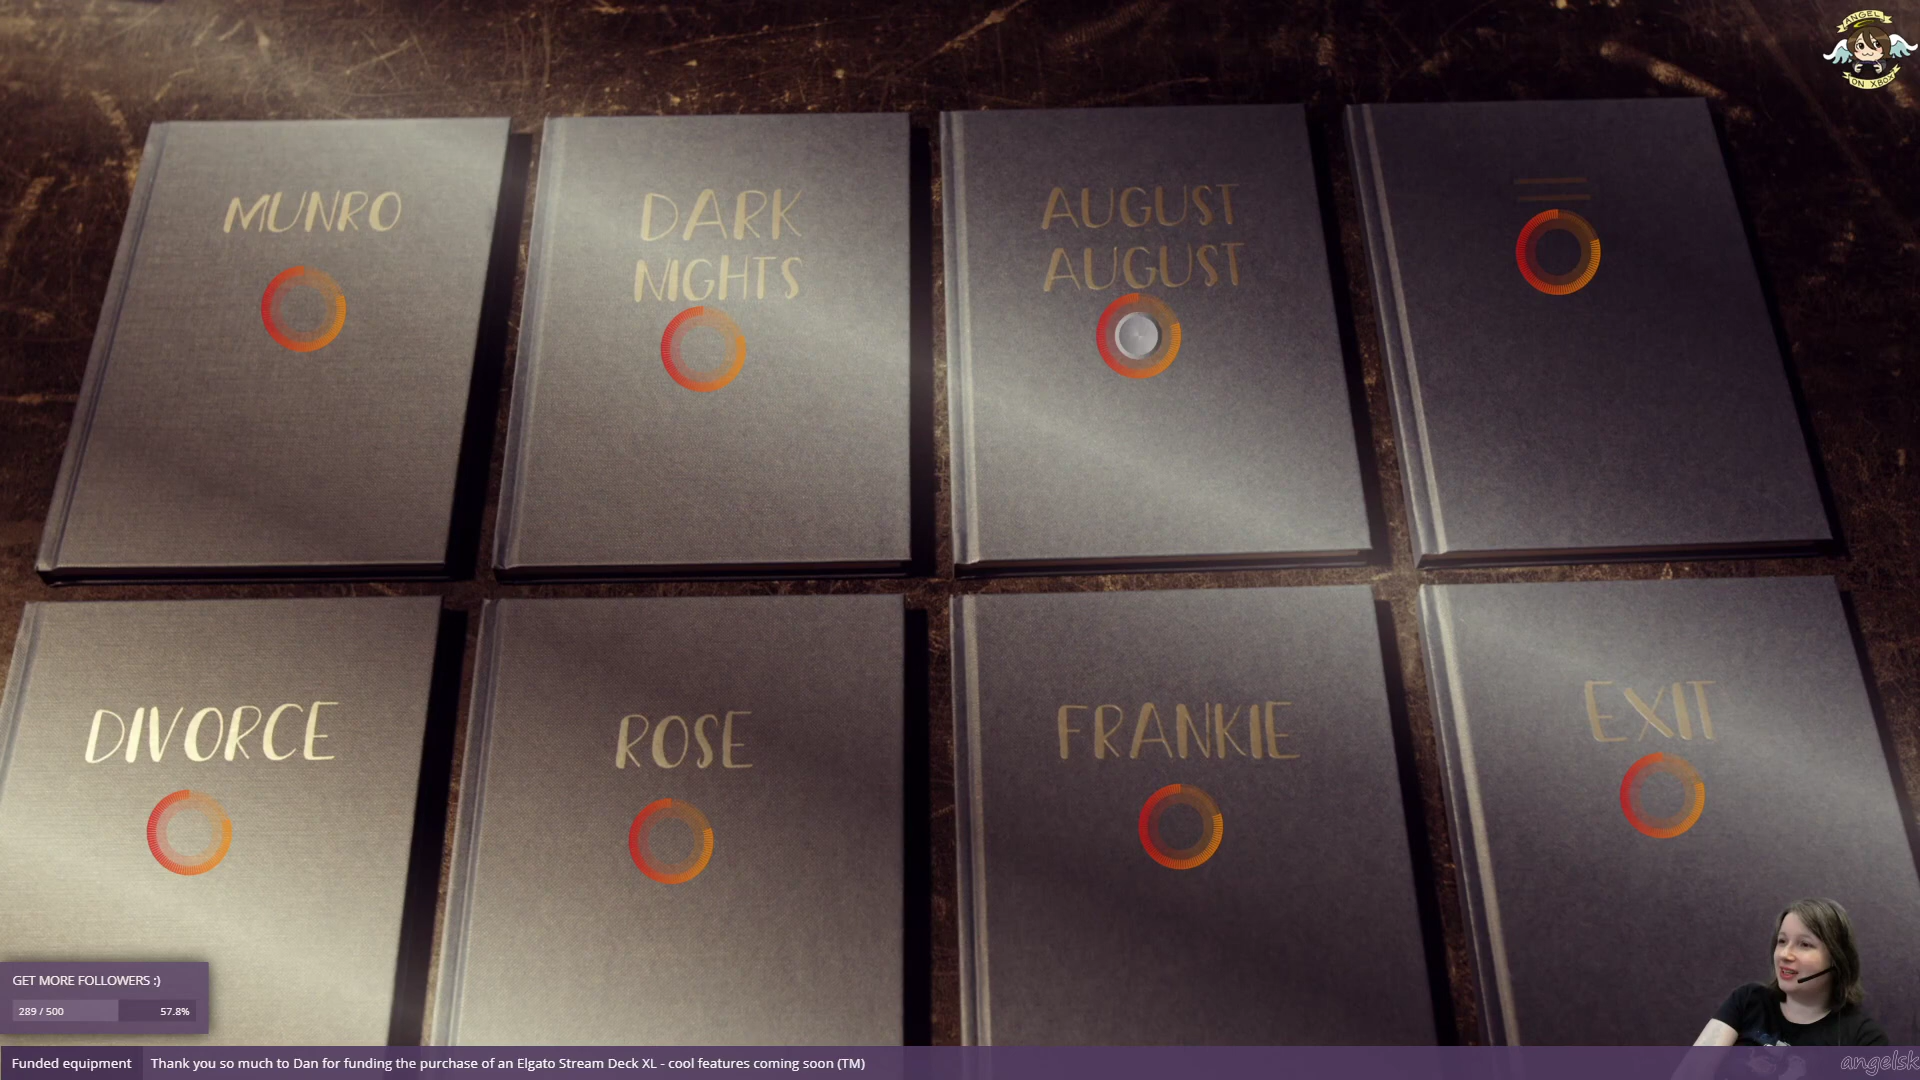 ANGEL
ON XBOX
MUNRO
DARK
NIGHTS
AUGUST
AUGUST
DIVORCE
ROSE
FRANKIE
EXIT
GET MORE FOLLOWERS :)
289 / 500 57.8%
Funded equipment Thank you so much to Dan for funding the purchase of an Elgato Stream Deck XL - cool features coming soon (TM)
angelsk